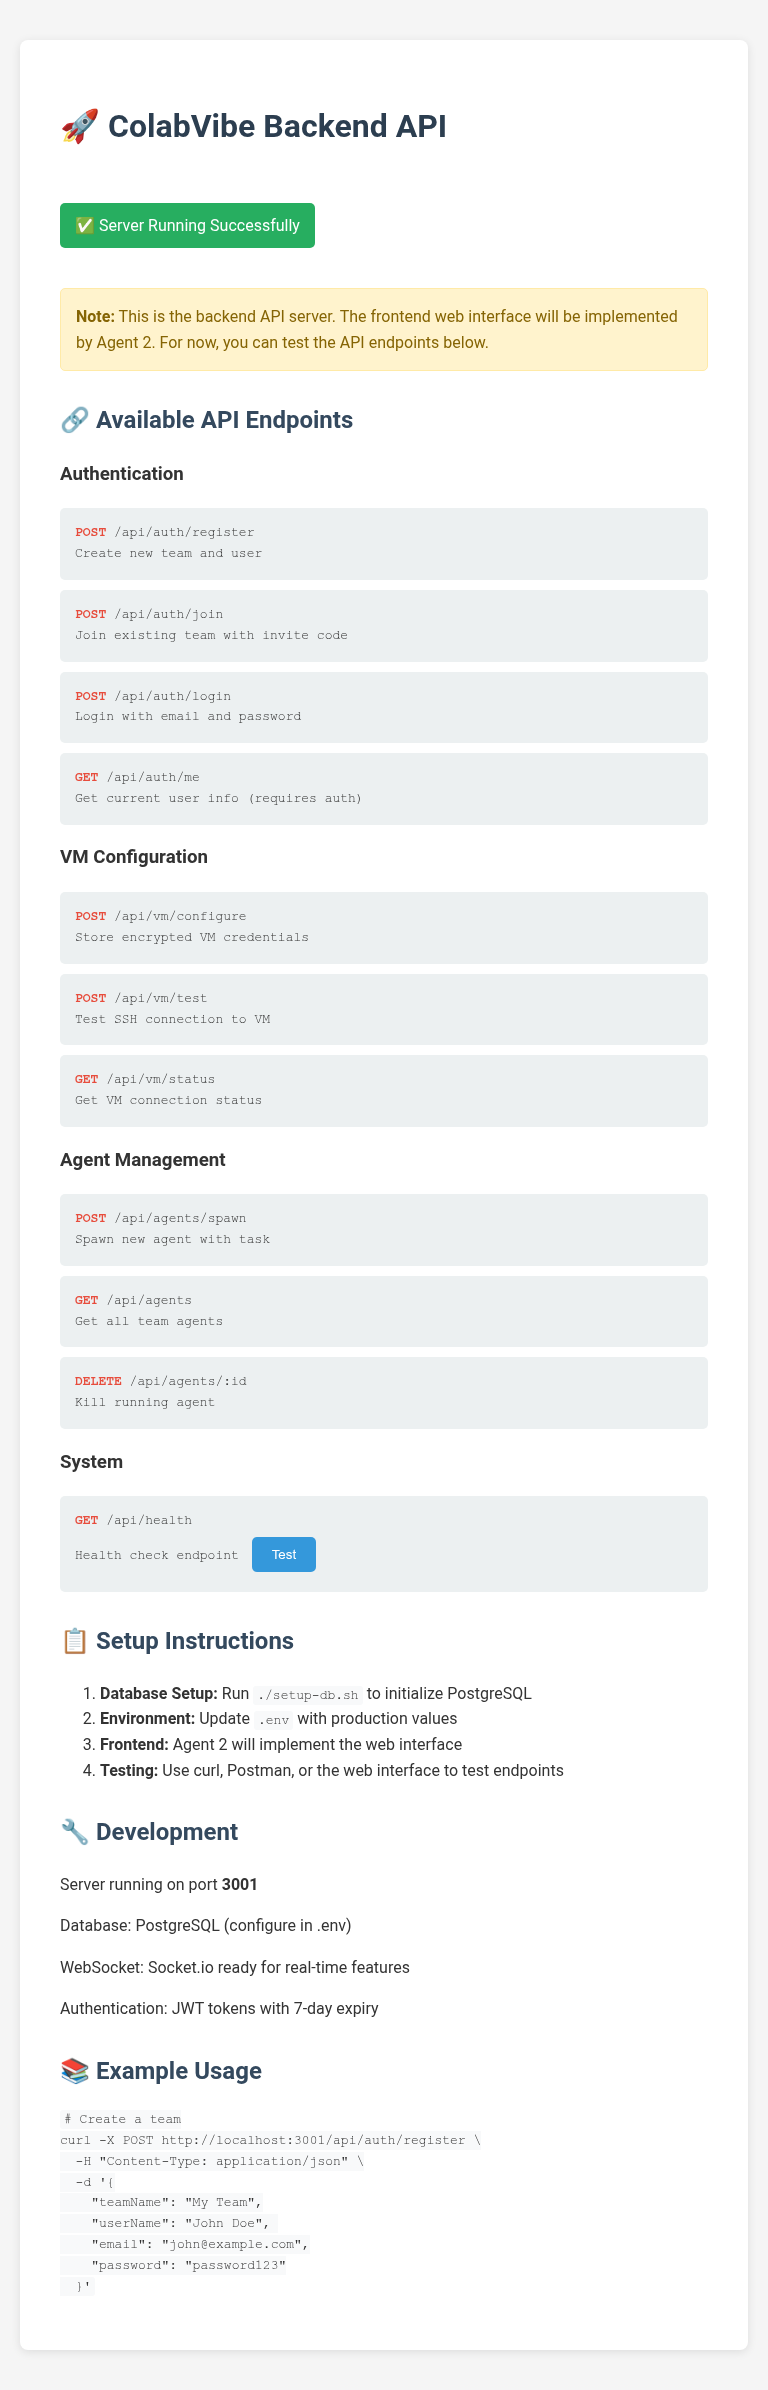 🚀 ColabVibe Backend API
✅ Server Running Successfully
Note: This is the backend API server. The frontend web interface will be implemented
by Agent 2. For now, you can test the API endpoints below.
🔗 Available API Endpoints
Authentication
POST /api/auth/register
Create new team and user
POST /api/auth/join
Join existing team with invite code
POST /api/auth/login
Login with email and password
GET /api/auth/me
Get current user info (requires auth)
VM Configuration
POST /api/vm/configure
Store encrypted VM credentials
POST /api/vm/test
Test SSH connection to VM
GET /api/vm/status
Get VM connection status
Agent Management
POST /api/agents/spawn
Spawn new agent with task
GET /api/agents
Get all team agents
DELETE /api/agents/:id
Kill running agent
System
GET /api/health
Health check endpoint Test
📋 Setup Instructions
1. Database Setup: Run ./setup-db.sh to initialize PostgreSQL
2. Environment: Update .env with production values
3. Frontend: Agent 2 will implement the web interface
4. Testing: Use curl, Postman, or the web interface to test endpoints
🔧 Development
Server running on port 3001
Database: PostgreSQL (configure in .env)
WebSocket: Socket.io ready for real-time features
Authentication: JWT tokens with 7-day expiry
📚 Example Usage
# Create a team
curl -X POST http://localhost:3001/api/auth/register \
  -H "Content-Type: application/json" \
  -d '{
    "teamName": "My Team",
    "userName": "John Doe",
    "email": "john@example.com",
    "password": "password123"
  }'